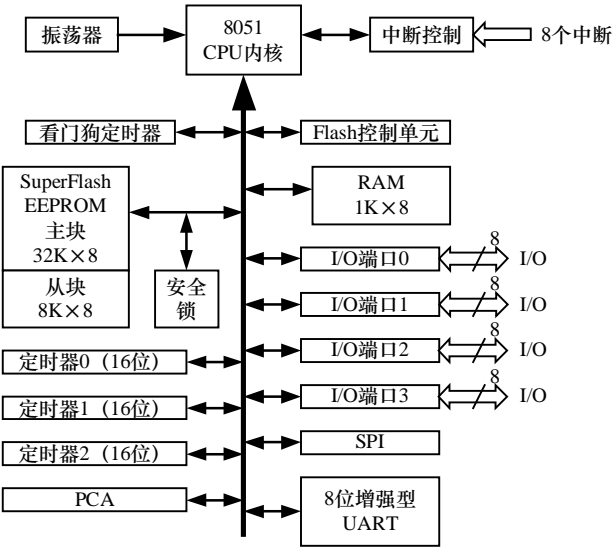 振荡器
8051
CPU内核
中断控制
8个中断
看门狗定时器
Flash控制单元
SuperFlash
EEPROM
主块
32K×8
从块
8K×8
安全
锁
RAM
1K×8
I/O端口0
8
I/O
I/O端口1
8
I/O
I/O端口2
8
I/O
I/O端口3
8
I/O
定时器0（16位）
定时器1（16位）
定时器2（16位）
SPI
PCA
8位增强型
UART